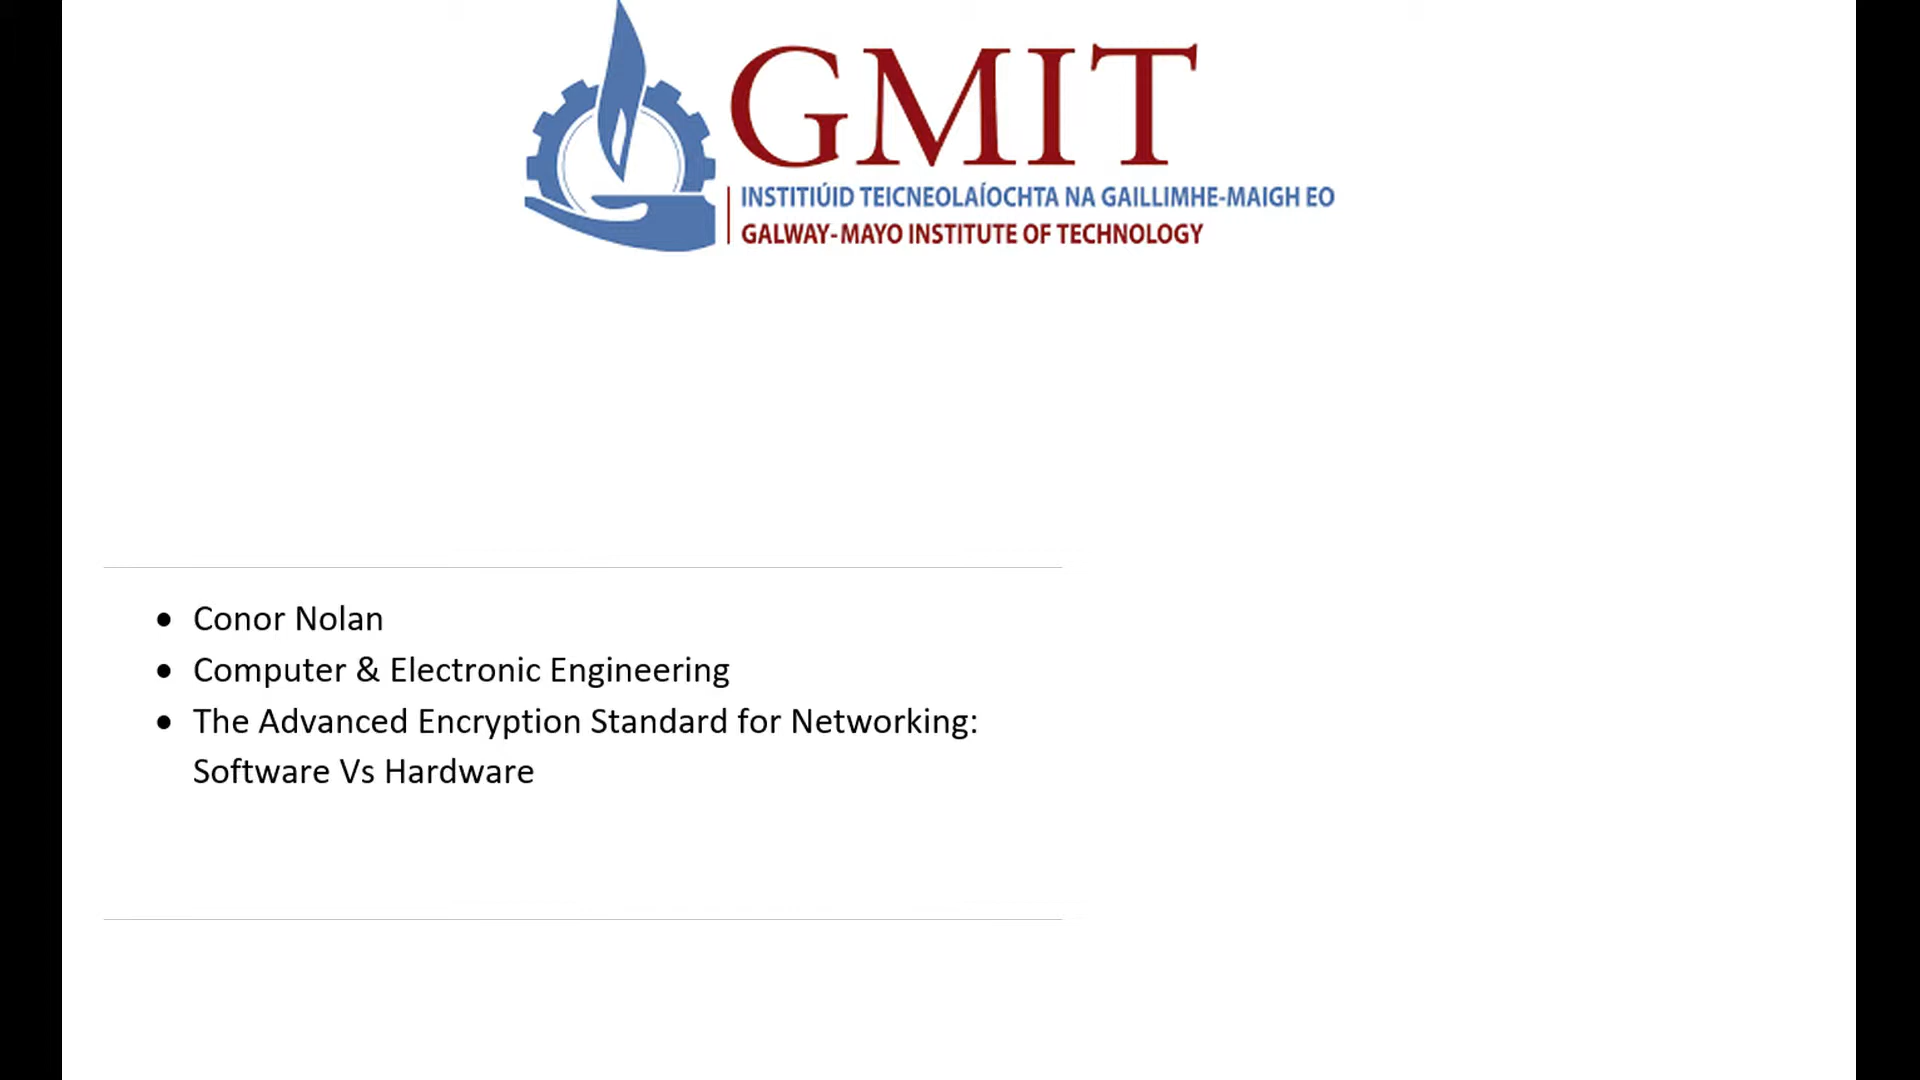 GMIT
INSTITIÚID TEICNEOLAÍOCHTA NA GAILLIMHE-MAIGH EO
GALWAY-MAYO INSTITUTE OF TECHNOLOGY
• Conor Nolan
• Computer & Electronic Engineering
• The Advanced Encryption Standard for Networking:
Software Vs Hardware